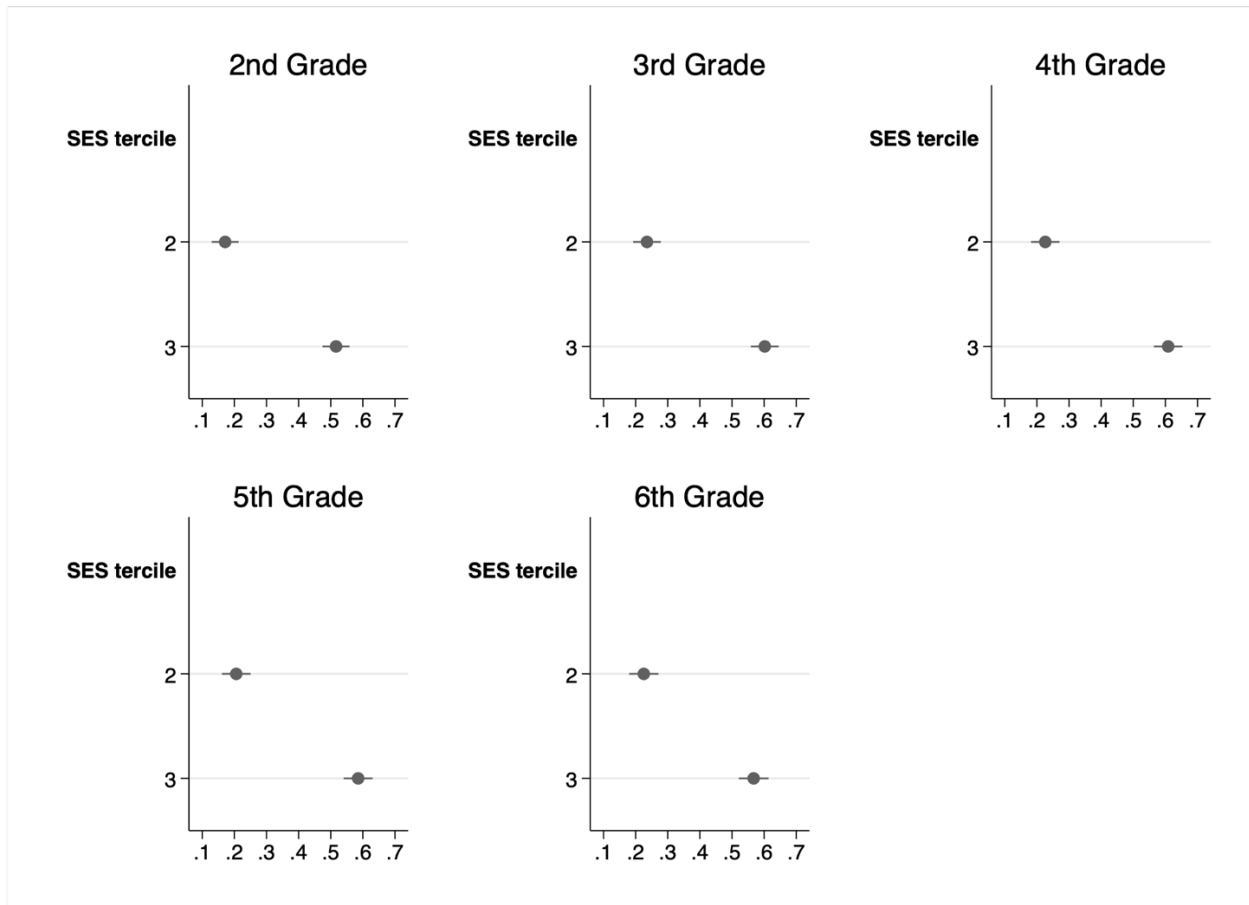 2nd Grade
SES tercile
2
3
.1 .2 .3 .4 .5 .6 .7
3rd Grade
SES tercile
2
3
.1 .2 .3 .4 .5 .6 .7
4th Grade
SES tercile
2
3
.1 .2 .3 .4 .5 .6 .7
5th Grade
SES tercile
2
3
.1 .2 .3 .4 .5 .6 .7
6th Grade
SES tercile
2
3
.1 .2 .3 .4 .5 .6 .7